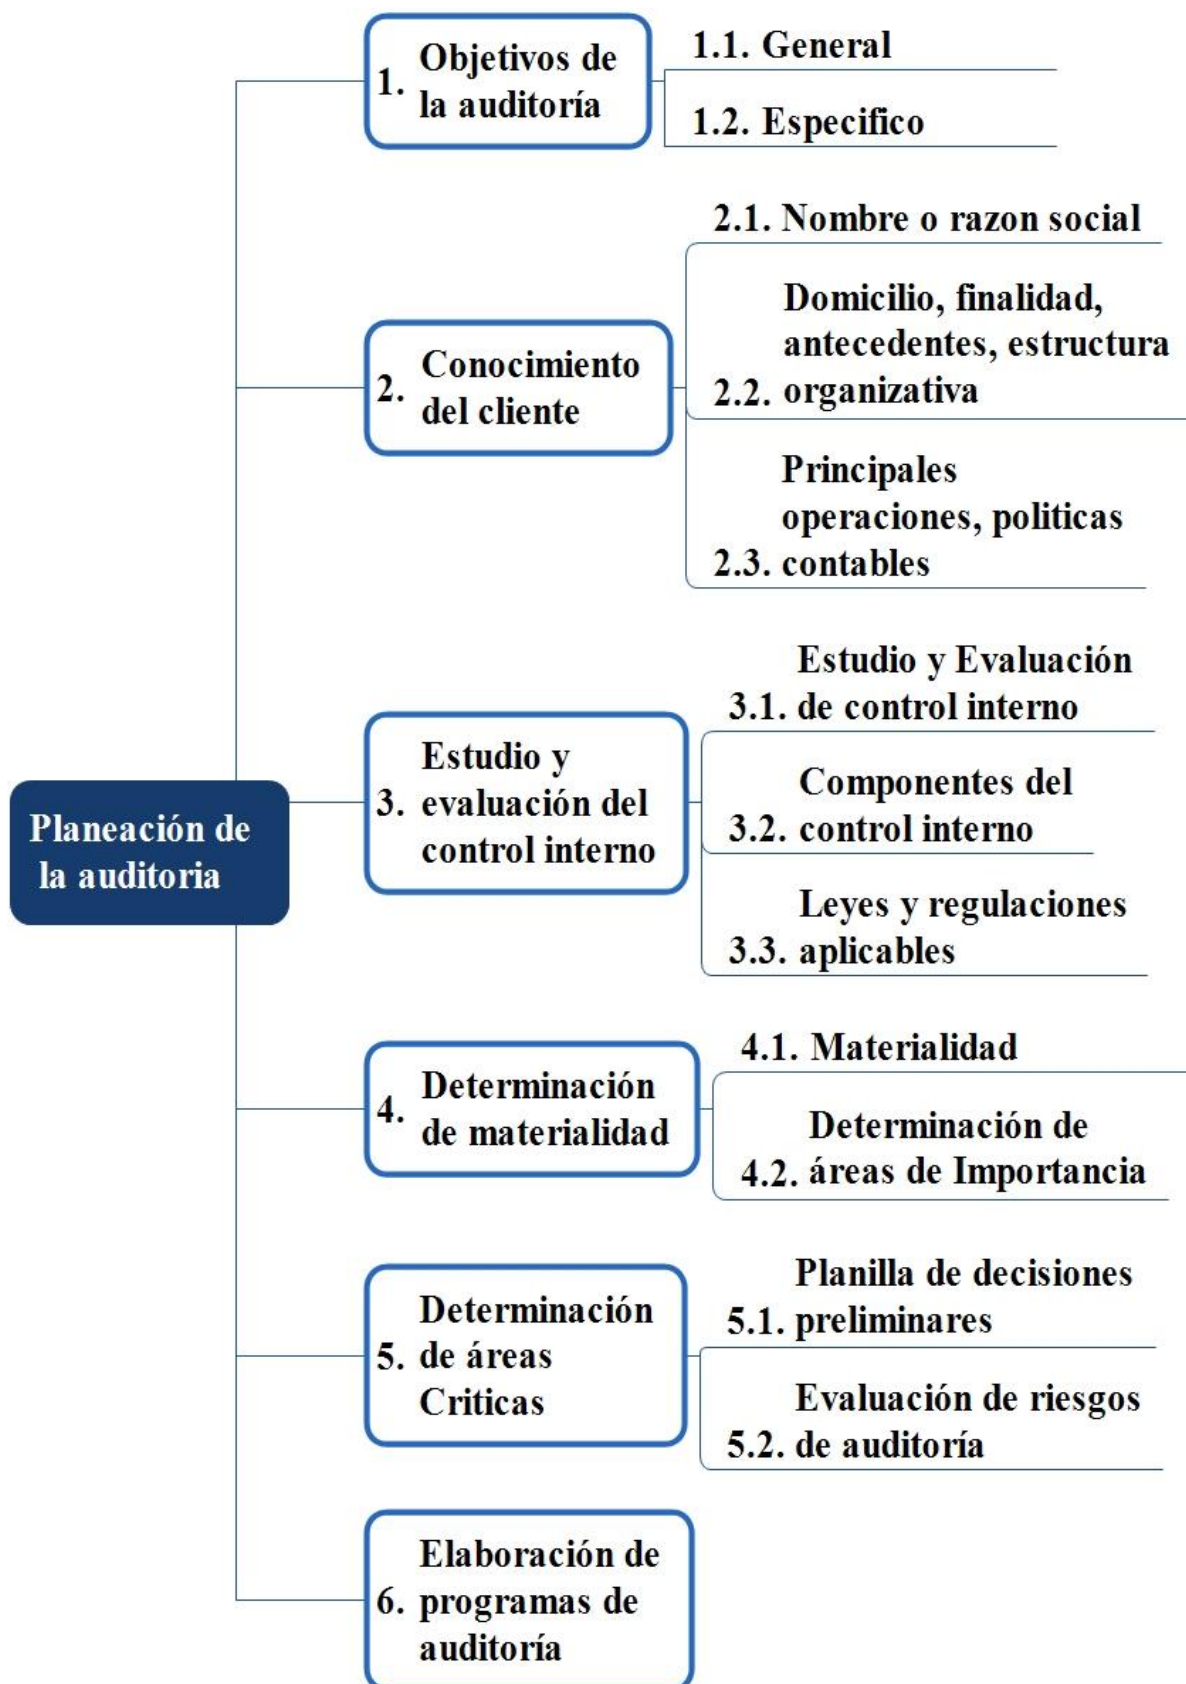 1. Objetivos de
la auditoría
1.1. General
1.2. Especifico
2. Conocimiento
del cliente
2.1. Nombre o razon social
Domicilio, finalidad,
antecedentes, estructura
2.2. organizativa
Principales
operaciones, politicas
2.3. contables
Planeación de
la auditoria
Estudio y
3. evaluación del
control interno
Estudio y Evaluación
3.1. de control interno
Componentes del
3.2. control interno
Leyes y regulaciones
3.3. aplicables
4. Determinación
de materialidad
4.1. Materialidad
Determinación de
4.2. áreas de Importancia
Determinación
5. de áreas
Criticas
Planilla de decisiones
5.1. preliminares
Evaluación de riesgos
5.2. de auditoría
Elaboración de
6. programas de
auditoría